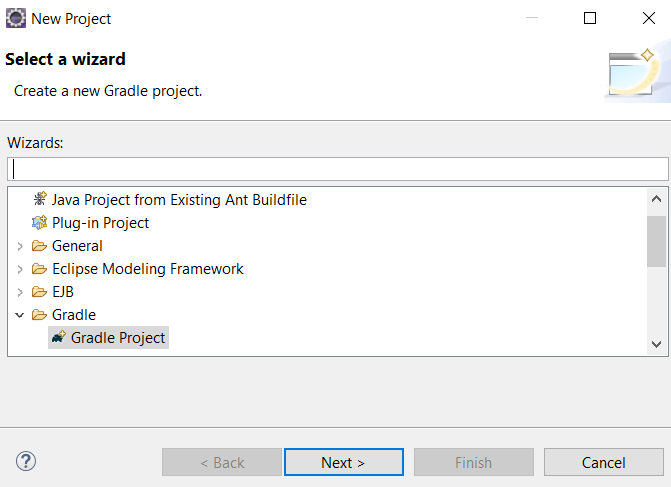 New Project
Select a wizard
Create a new Gradle project.
Wizards:
Java Project from Existing Ant Buildfile
Plug-in Project
General
Eclipse Modeling Framework
EJB
Gradle
Gradle Project
?
< Back
Next >
Finish
Cancel